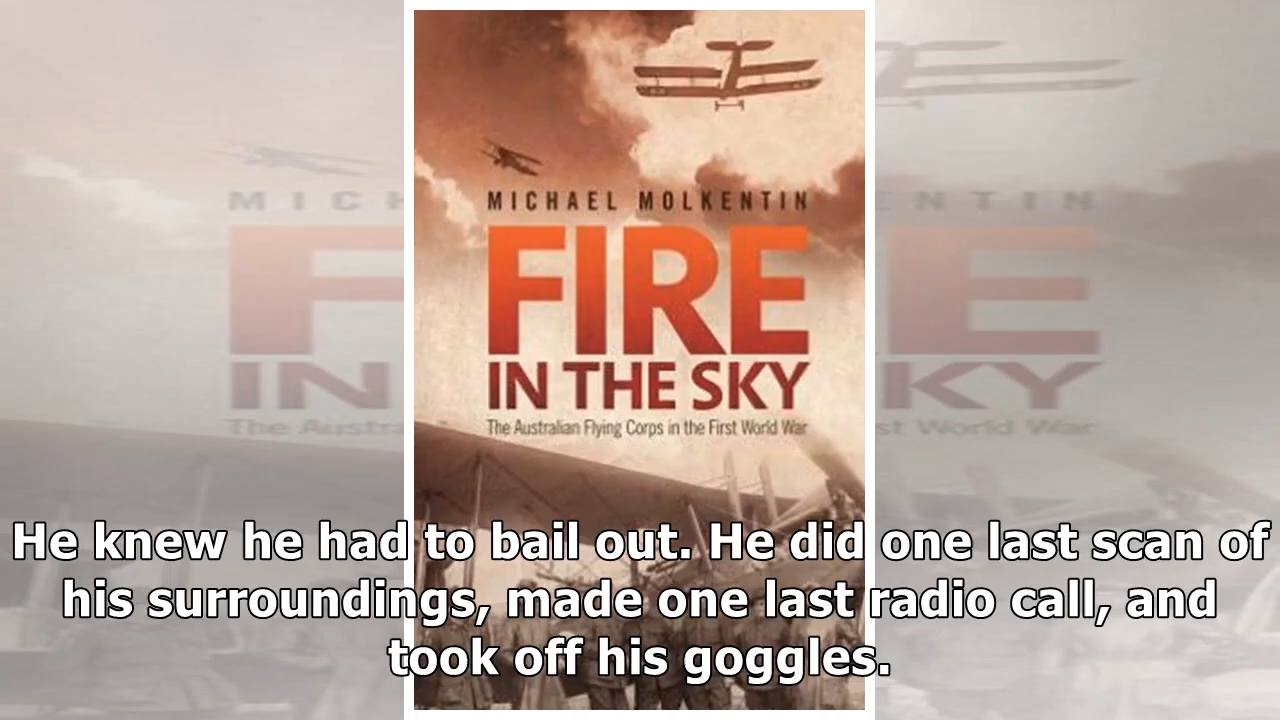 MICHAEL MOLKENTIN
FIRE
IN THE SKY
The Australian Flying Corps in the First World War
He knew he had to bail out. He did one last scan of
his surroundings, made one last radio call, and
took off his goggles.